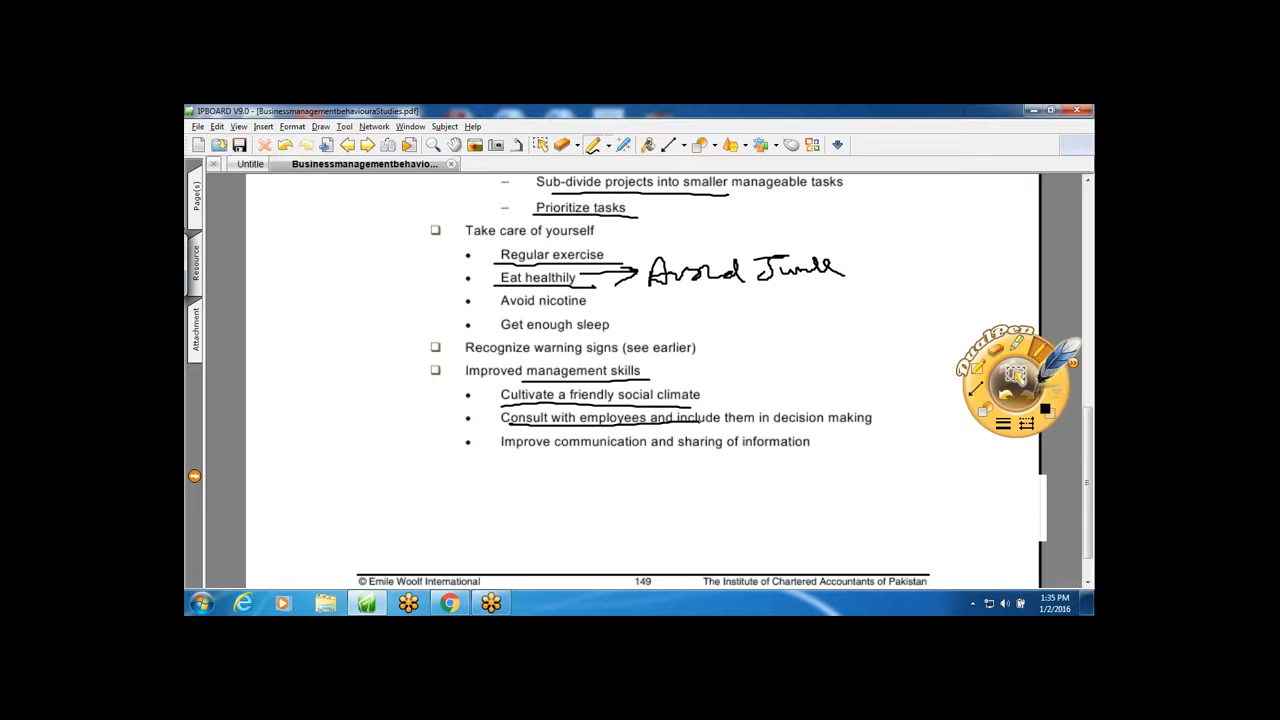 IPBOARD V9.0 - [BusinessmanagementbehaviouraStudies.pdf]
File Edit View Insert Format Draw Tool Network Window Subject Help
Untitle Businessmanagementbehavio...
Page(s)
Resource
Attachment
– Sub-divide projects into smaller manageable tasks
– Prioritize tasks
❑ Take care of yourself
• Regular exercise
• Eat healthily Avoid Junk
• Avoid nicotine
• Get enough sleep
❑ Recognize warning signs (see earlier)
❑ Improved management skills
• Cultivate a friendly social climate
• Consult with employees and include them in decision making
• Improve communication and sharing of information
DualPen
© Emile Woolf International 149 The Institute of Chartered Accountants of Pakistan
1:35 PM
1/2/2016